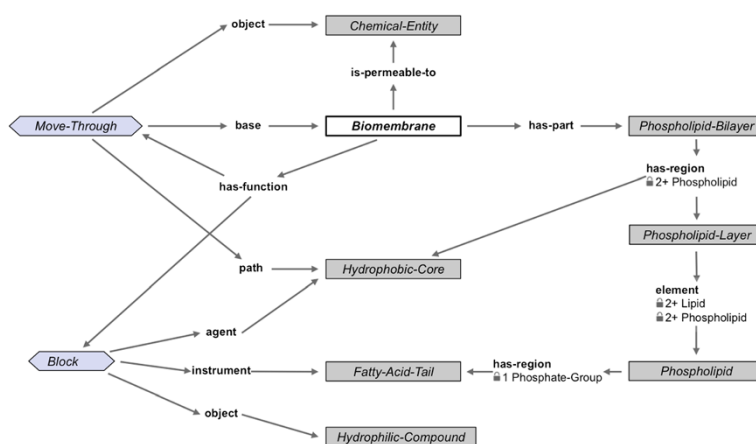 object
Chemical-Entity
is-permeable-to
Move-Through
base
Biomembrane
has-part
Phospholipid-Bilayer
has-function
has-region
2+ Phospholipid
Phospholipid-Layer
path
Hydrophobic-Core
element
2+ Lipid
2+ Phospholipid
agent
Block
instrument
Fatty-Acid-Tail
has-region
1 Phosphate-Group
Phospholipid
object
Hydrophilic-Compound